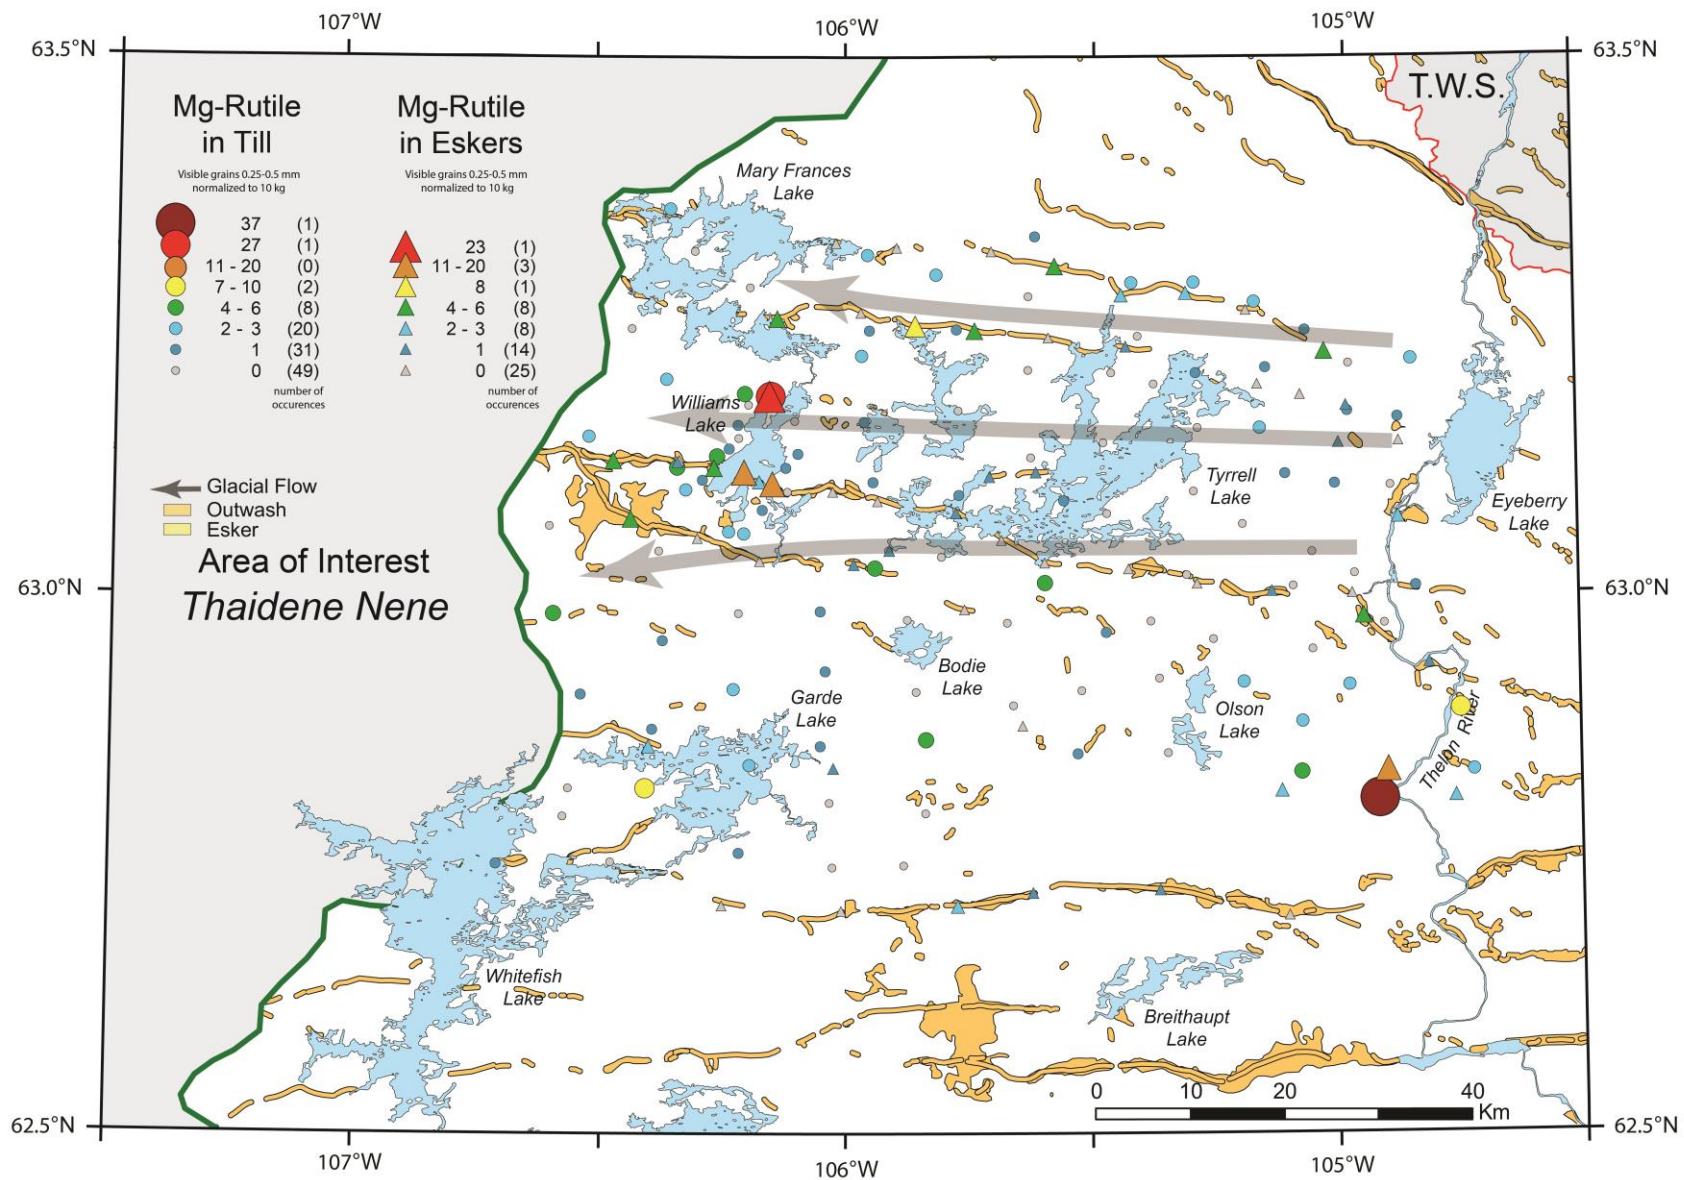 107°W
106°W
105°W
63.5°N
63.5°N
T.W.S.
Mg-Rutile
in Till
Visible grains 0.25-0.5 mm
normalized to 10 kg
37 (1)
27 (1)
11 - 20 (0)
7 - 10 (2)
4 - 6 (8)
2 - 3 (20)
1 (31)
0 (49)
number of
occurences
Mg-Rutile
in Eskers
Visible grains 0.25-0.5 mm
normalized to 10 kg
23 (1)
11 - 20 (3)
8 (1)
4 - 6 (8)
2 - 3 (8)
1 (14)
0 (25)
number of
occurences
Mary Frances
Lake
Williams
Lake
Tyrrell
Lake
Eyeberry
Lake
Glacial Flow
Outwash
Esker
Area of Interest
Thaidene Nene
63.0°N
63.0°N
Bodie
Lake
Garde
Lake
Olson
Lake
Thelon River
Whitefish
Lake
Breithaupt
Lake
0 10 20 40
Km
62.5°N
62.5°N
107°W
106°W
105°W